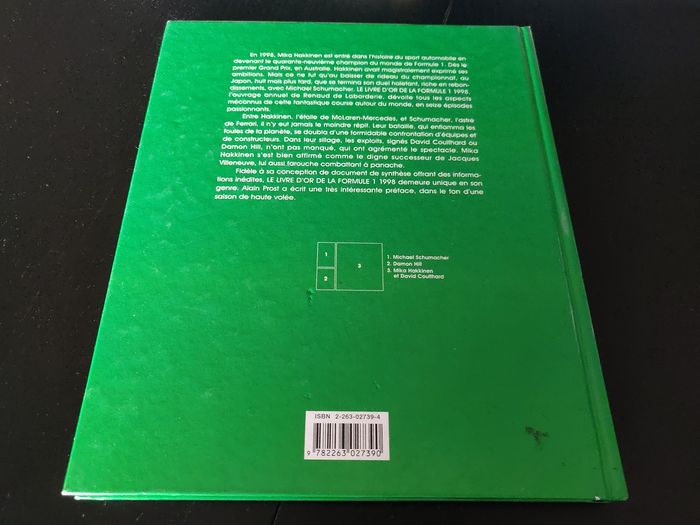 En 1998, Mika Hakkinen est entré dans l'histoire du sport automobile en
devenant le quarante-neuvième champion du monde de Formule 1. Dès le
premier Grand Prix, en Australie, Hakkinen avait magistralement exprimé ses
ambitions. Mais ce ne fut qu'au baisser de rideau du championnat, au
Japon, huit mois plus tard, que se termina son duel haletant, riche en rebon-
dissements, avec Michael Schumacher. LE LIVRE D'OR DE LA FORMULE 1 1998,
l'ouvrage annuel de Renaud de Laborderie, dévoile tous les aspects
méconnus de cette fantastique course autour du monde, en seize épisodes
passionnants.
Entre Hakkinen, l'étoile de McLaren-Mercedes, et Schumacher, l'astre
de Ferrari, il n'y eut jamais le moindre répit. Leur bataille, qui enflamma les
foules de la planète, se doubla d'une formidable confrontation d'équipes et
de constructeurs. Dans leur sillage, les exploits, signés David Coulthard ou
Damon Hill, n'ont pas manqué, qui ont agrémenté le spectacle. Mika
Hakkinen s'est bien affirmé comme le digne successeur de Jacques
Villeneuve, lui aussi farouche combattant à panache.
Fidèle à sa conception de document de synthèse offrant des informa-
tions inédites, LE LIVRE D'OR DE LA FORMULE 1 1998 demeure unique en son
genre. Alain Prost a écrit une très intéressante préface, dans le ton d'une
saison de haute volée.
1
2
3
1. Michael Schumacher
2. Damon Hill
3. Mika Hakkinen
et David Coulthard
ISBN 2-263-02739-4
9 782263 027390